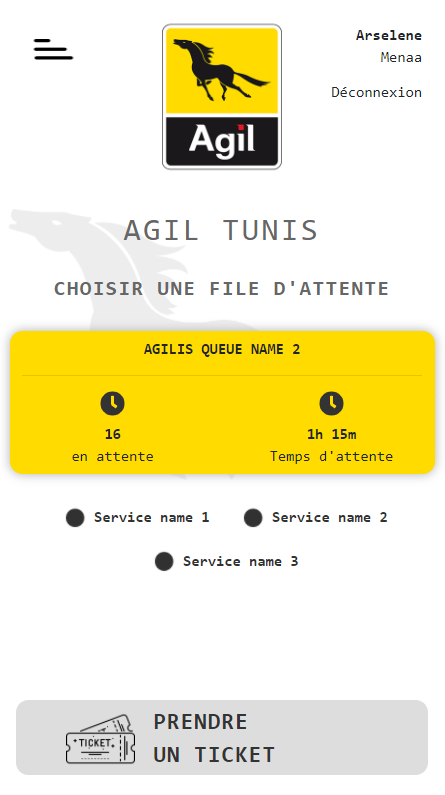 Arselene
Menaa
Déconnexion
Agil
AGIL TUNIS
CHOISIR UNE FILE D'ATTENTE
AGILIS QUEUE NAME 2
16
en attente
1h 15m
Temps d'attente
Service name 1
Service name 2
Service name 3
TICKET
PRENDRE
UN TICKET